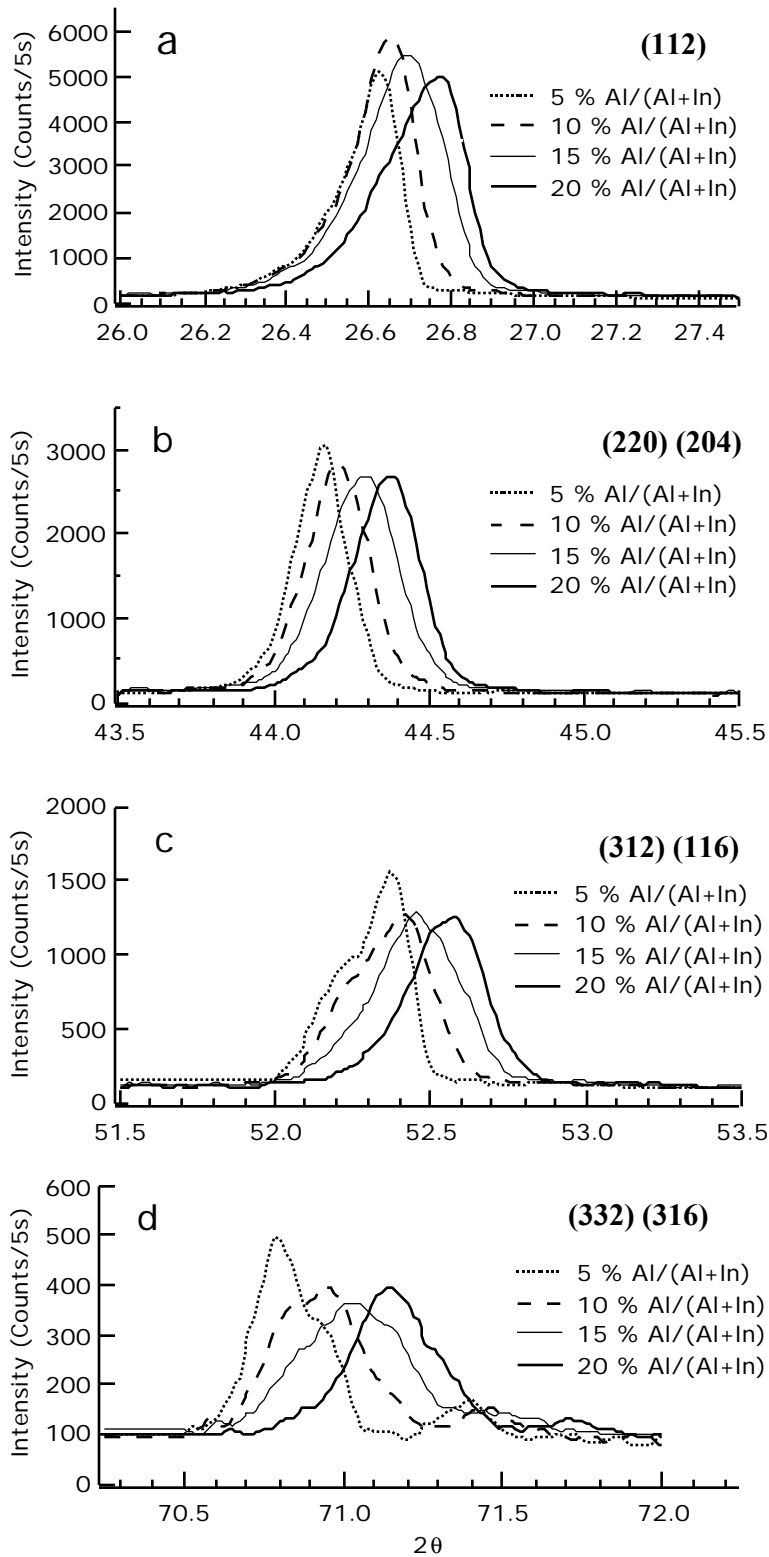 a
(112)
Intensity (Counts/5s)
6000
5000
4000
3000
2000
1000
0
5 % Al/(Al+In)
10 % Al/(Al+In)
15 % Al/(Al+In)
20 % Al/(Al+In)
26.0 26.2 26.4 26.6 26.8 27.0 27.2 27.4
b
(220) (204)
Intensity (Counts/5s)
3000
2000
1000
0
5 % Al/(Al+In)
10 % Al/(Al+In)
15 % Al/(Al+In)
20 % Al/(Al+In)
43.5 44.0 44.5 45.0 45.5
c
(312) (116)
Intensity (Counts/5s)
2000
1500
1000
500
0
5 % Al/(Al+In)
10 % Al/(Al+In)
15 % Al/(Al+In)
20 % Al/(Al+In)
51.5 52.0 52.5 53.0 53.5
d
(332) (316)
Intensity (Counts/5s)
600
500
400
300
200
100
0
5 % Al/(Al+In)
10 % Al/(Al+In)
15 % Al/(Al+In)
20 % Al/(Al+In)
70.5 71.0 71.5 72.0
2θ